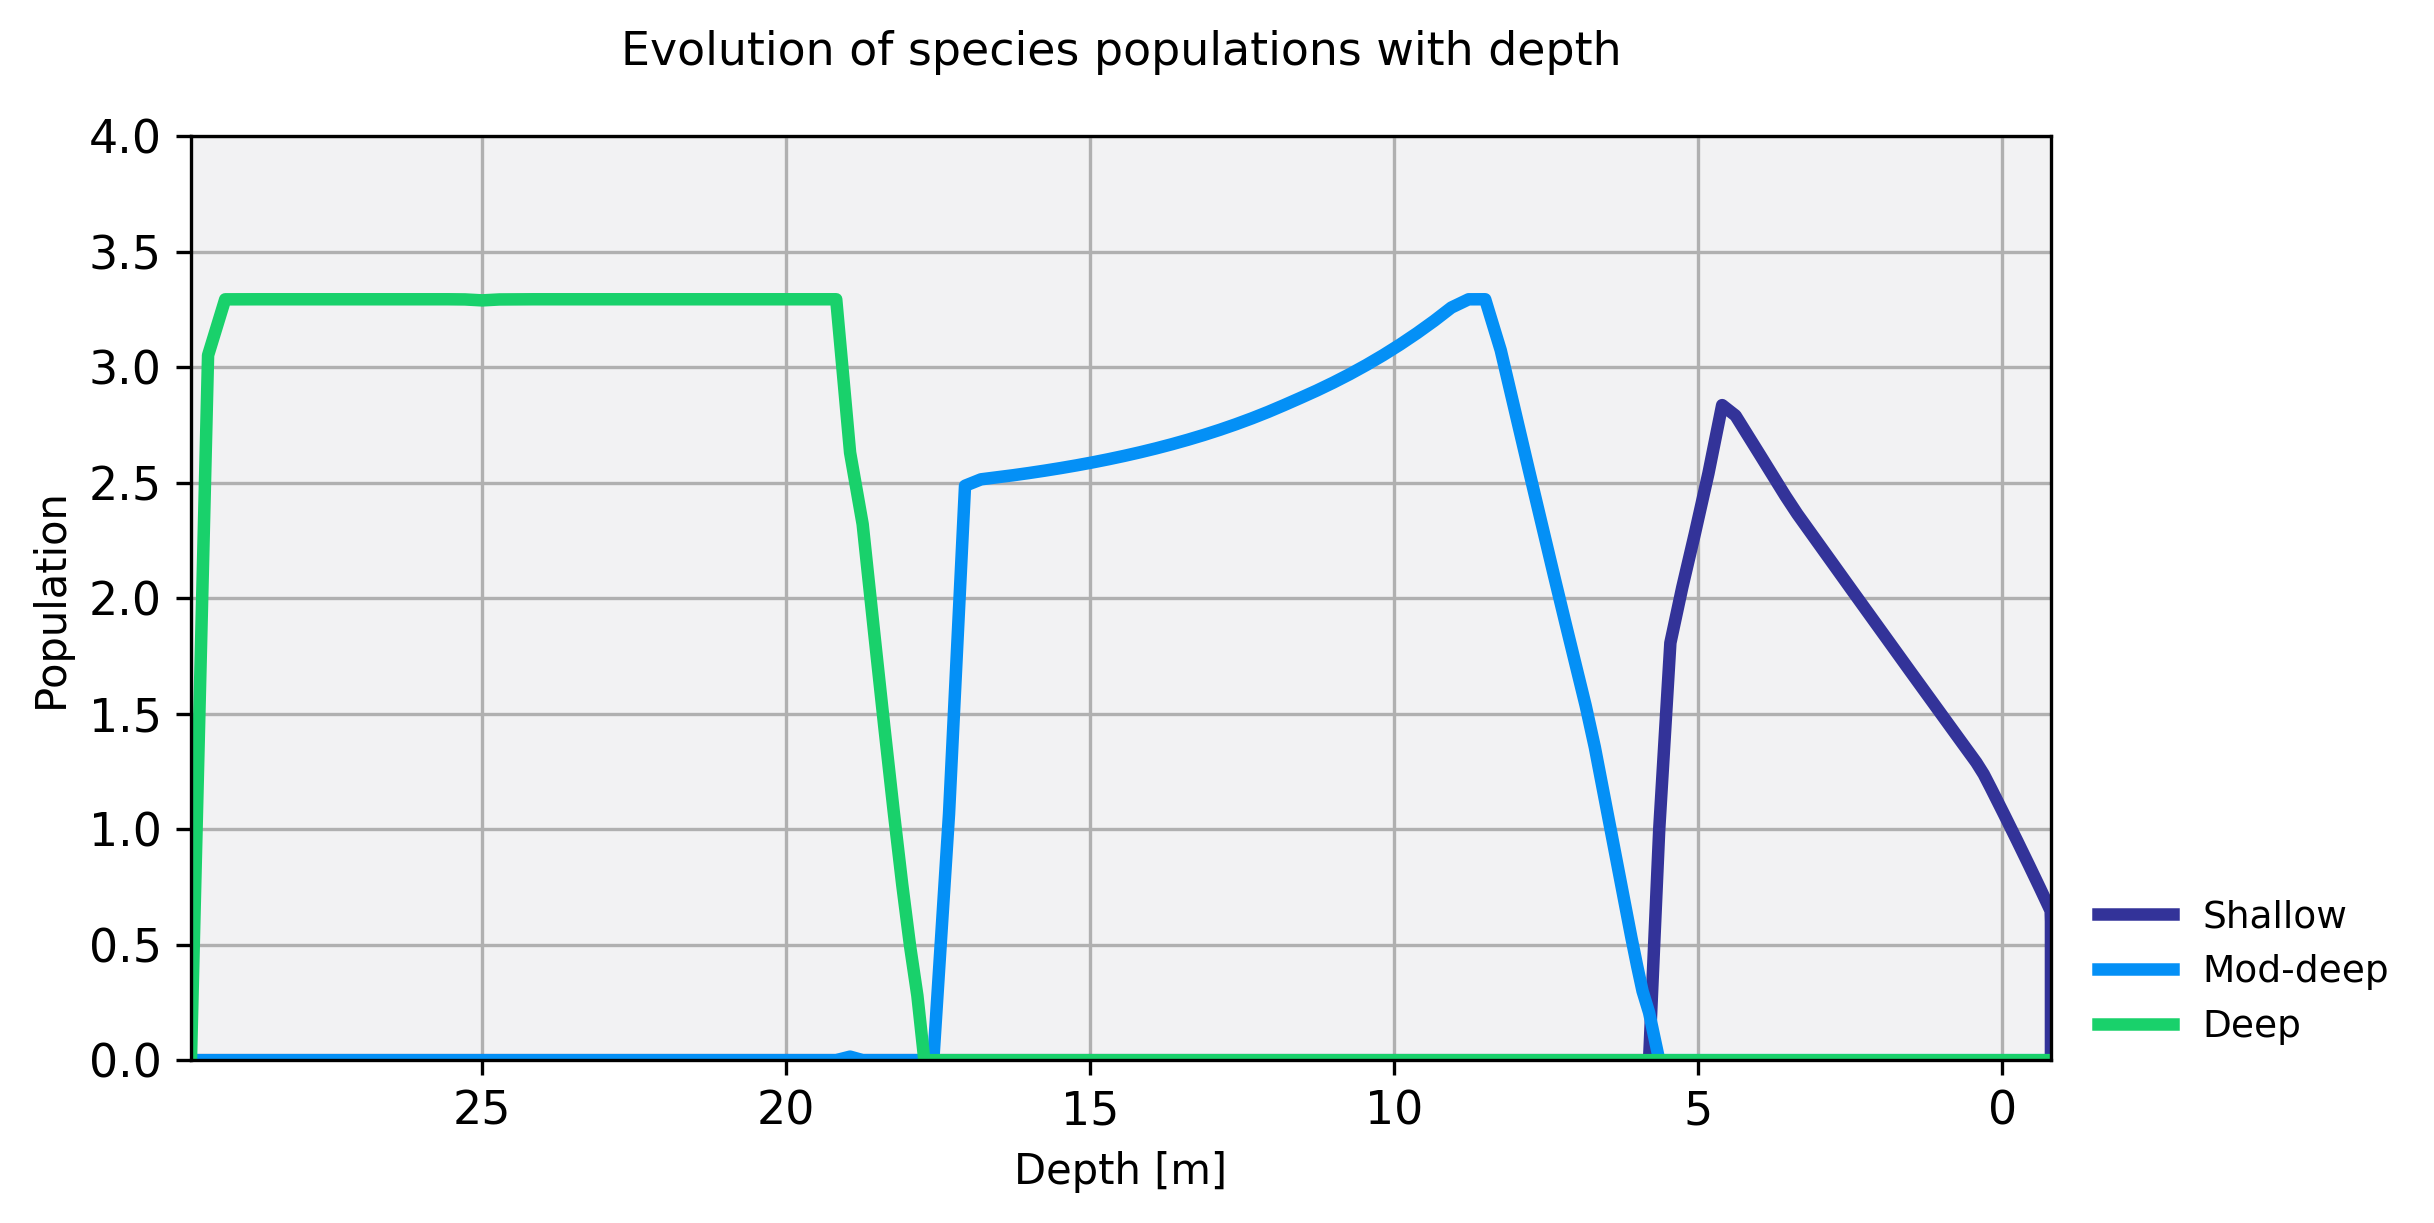 Evolution of species populations with depth
4.0
3.5
3.0
2.5
2.0
1.5
1.0
0.5
0.0
Population
25 20 15 10 5 0
Depth [m]
Shallow
Mod-deep
Deep